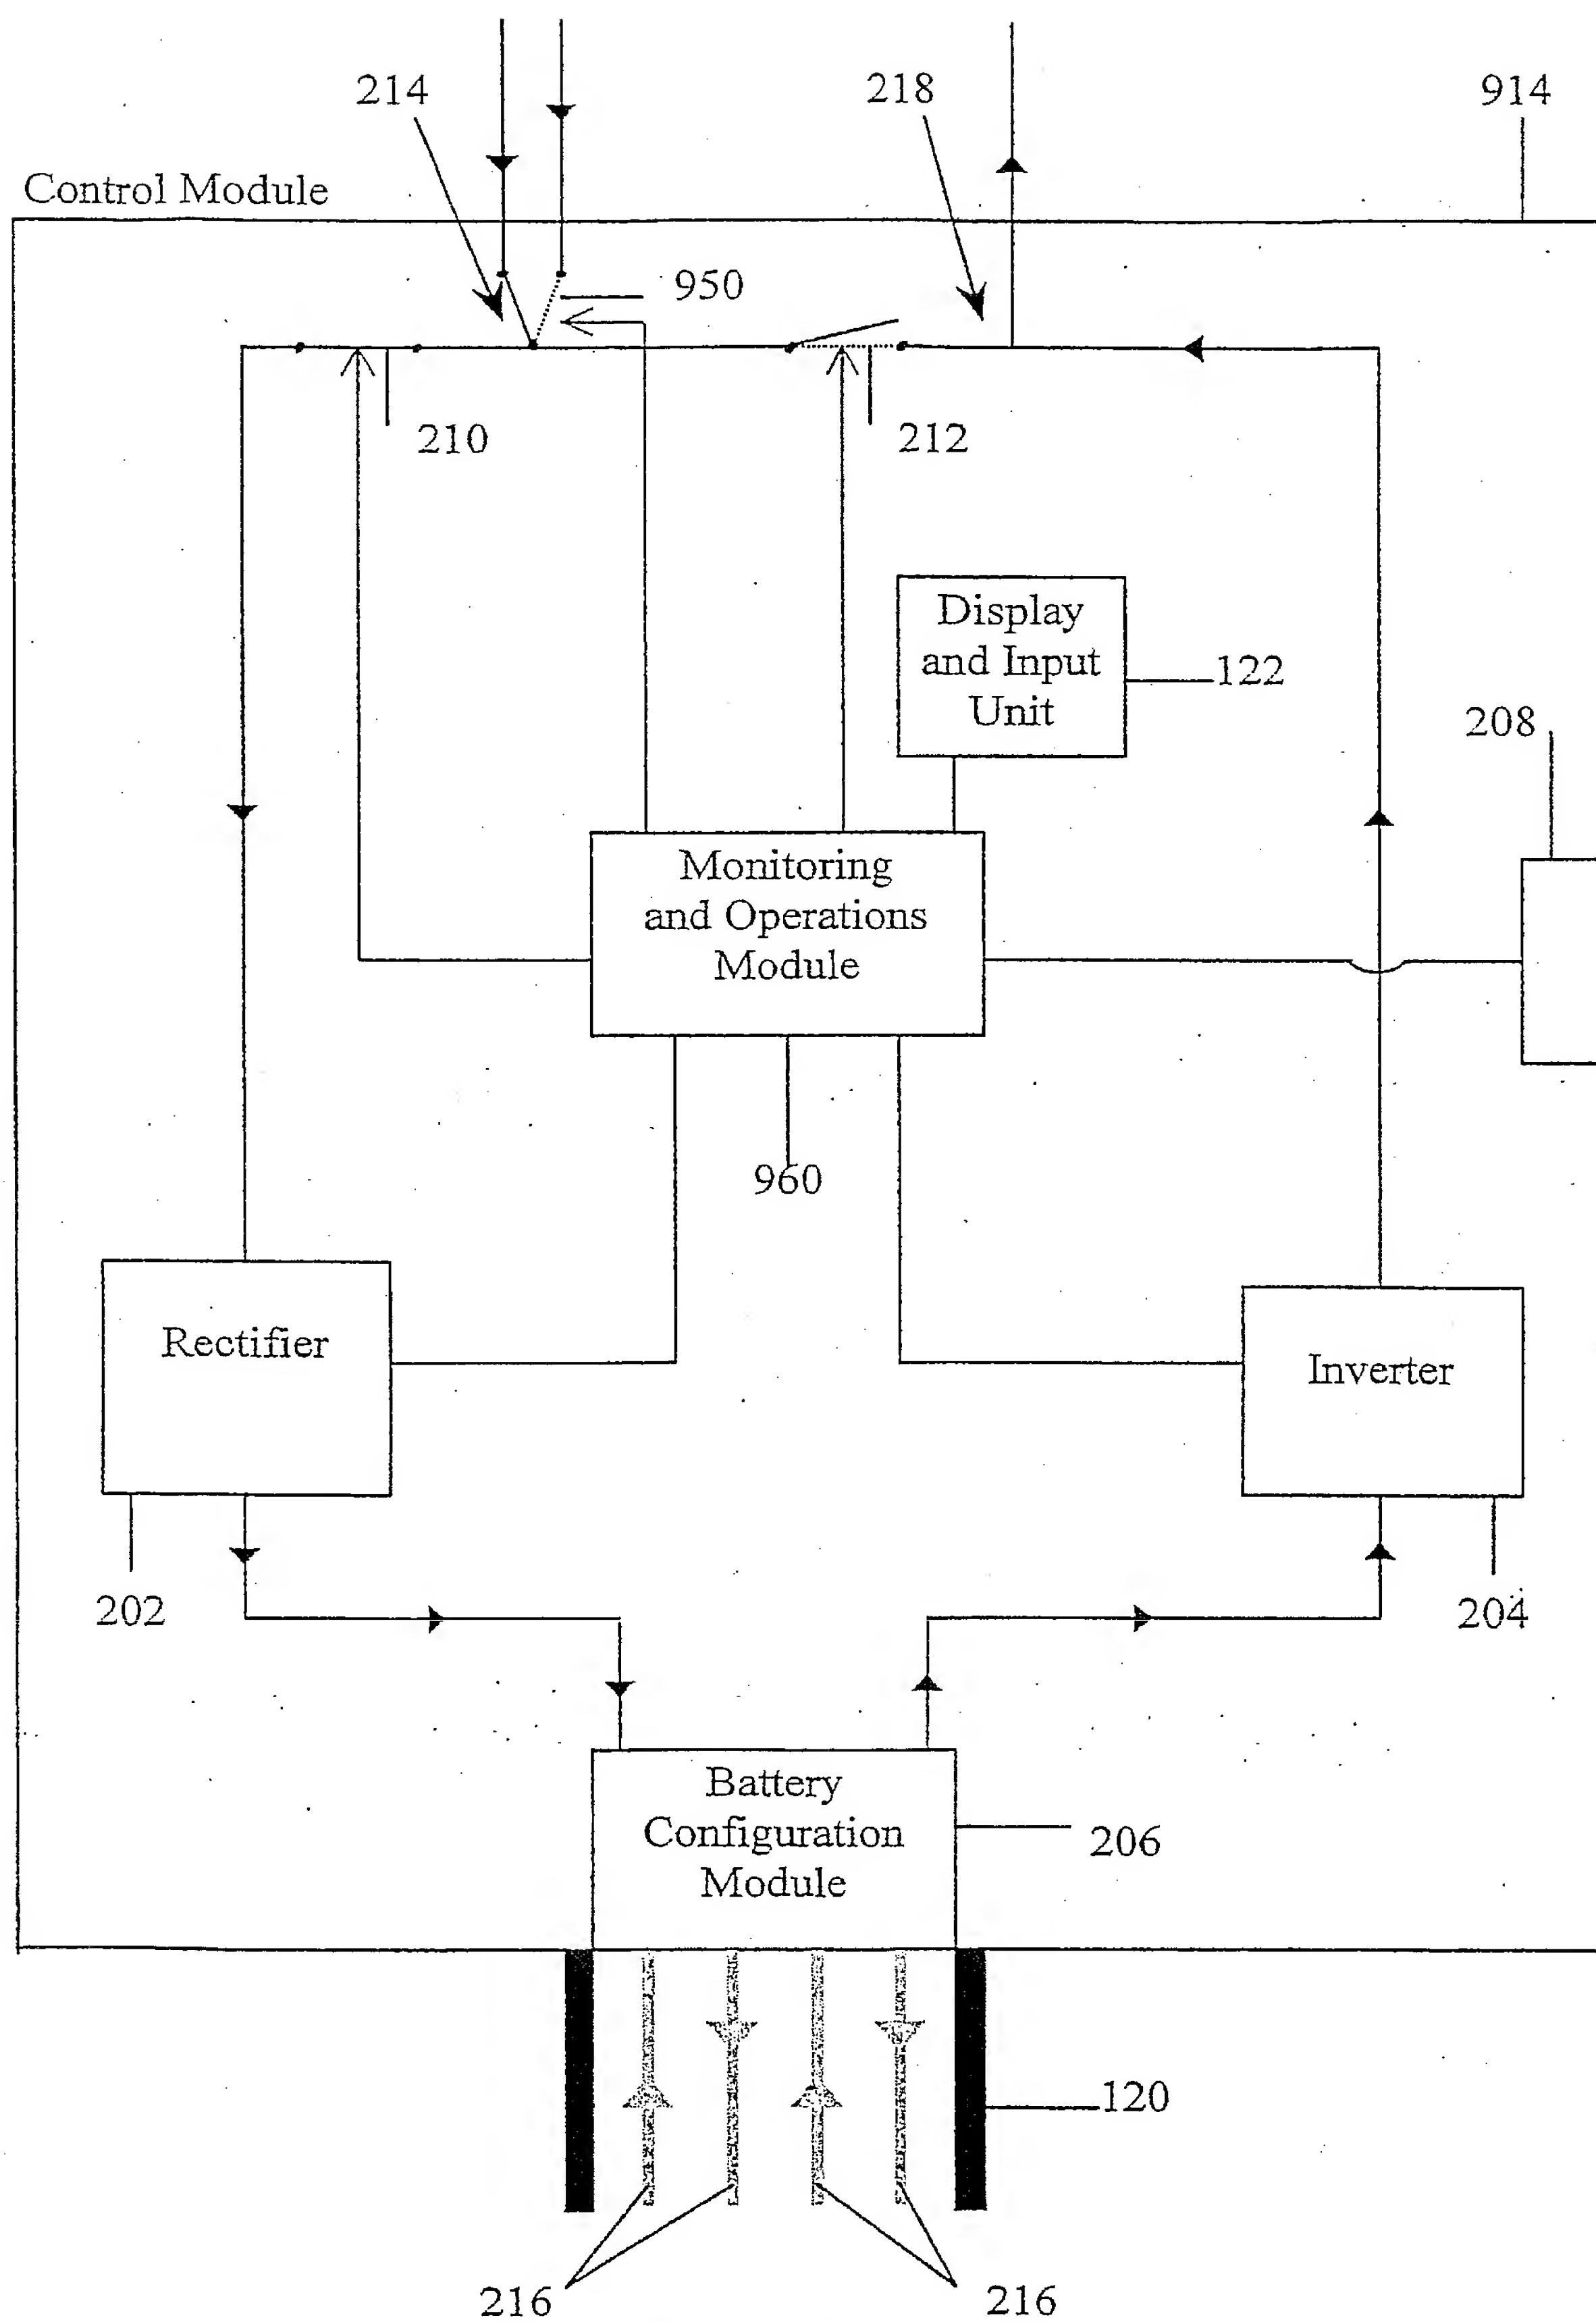 214
218
914
Control Module
950
210
212
Display
and Input
Unit
122
208
Monitoring
and Operations
Module
960
Rectifier
Inverter
202
204
Battery
Configuration
Module
206
120
216
216